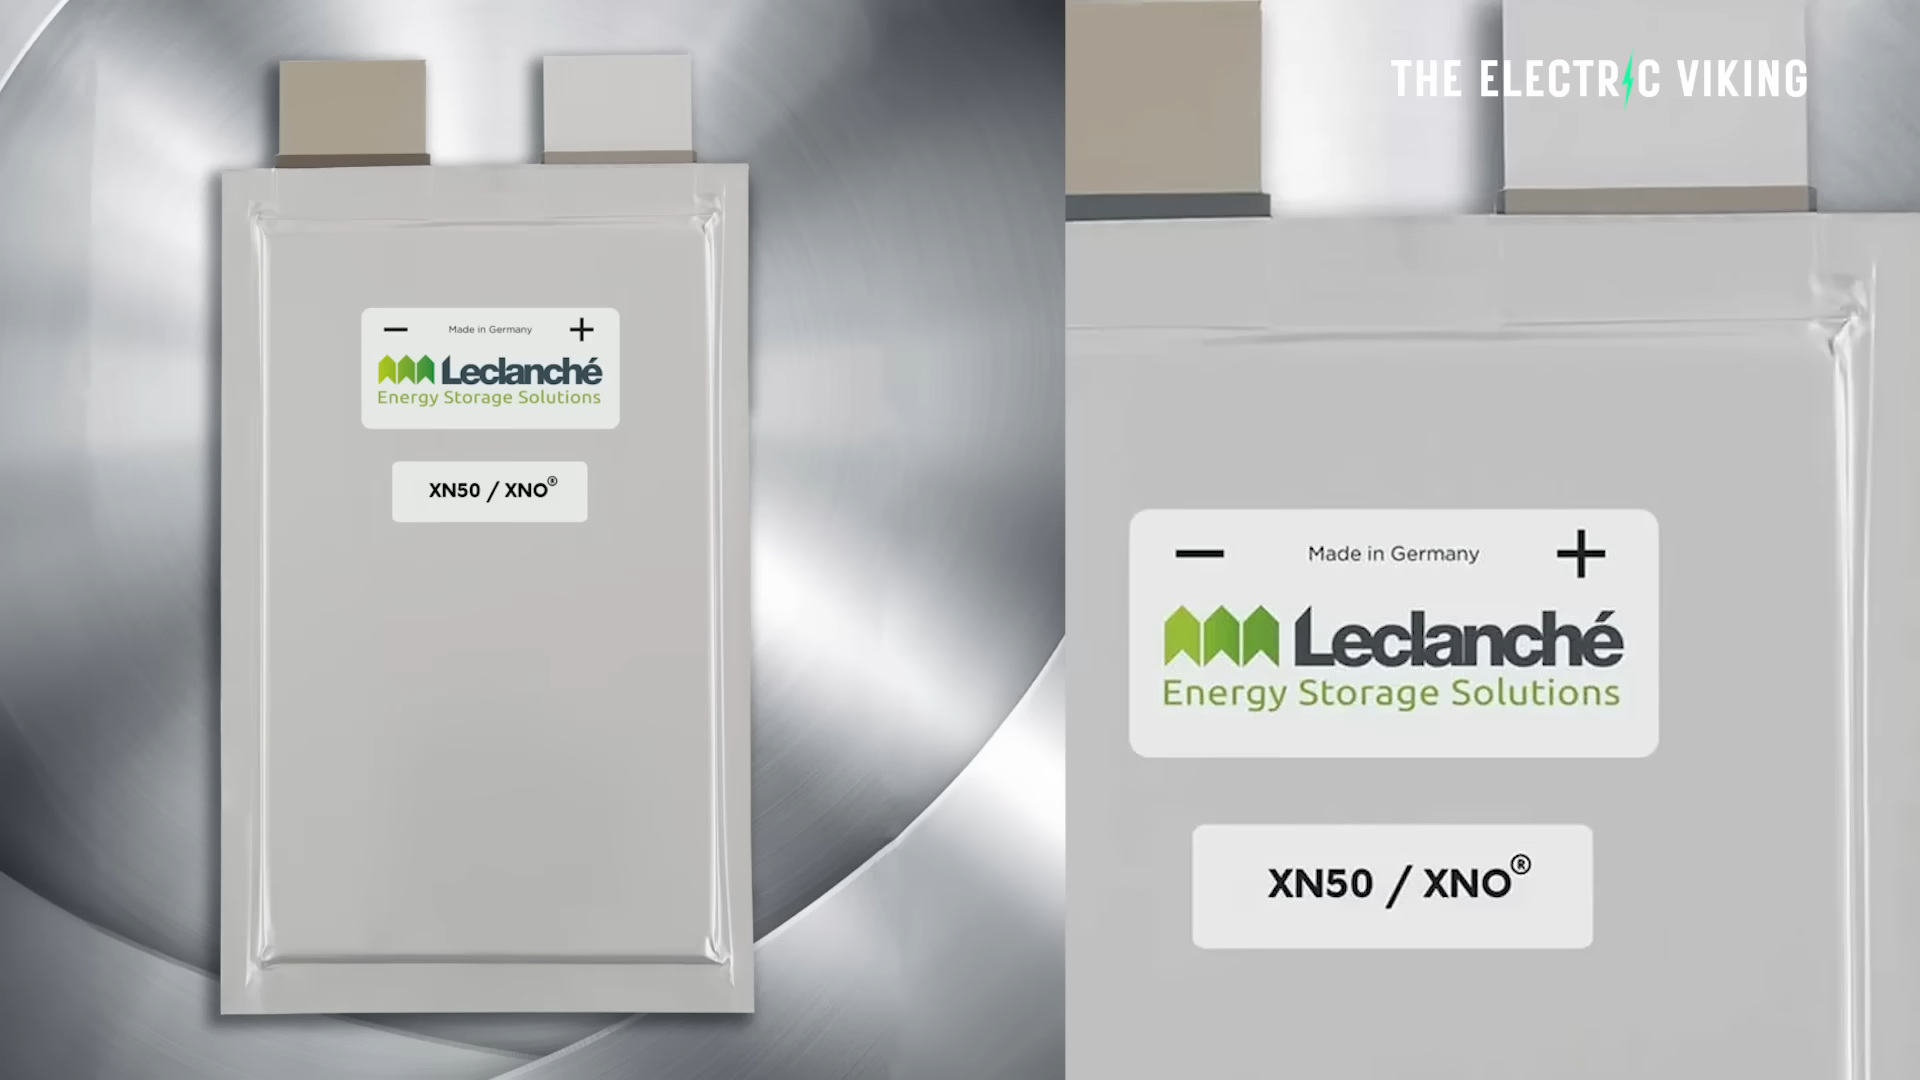 − Made in Germany +
Leclanché
Energy Storage Solutions
XN50 / XNO®
THE ELECTRIC VIKING
− Made in Germany +
Leclanché
Energy Storage Solutions
XN50 / XNO®